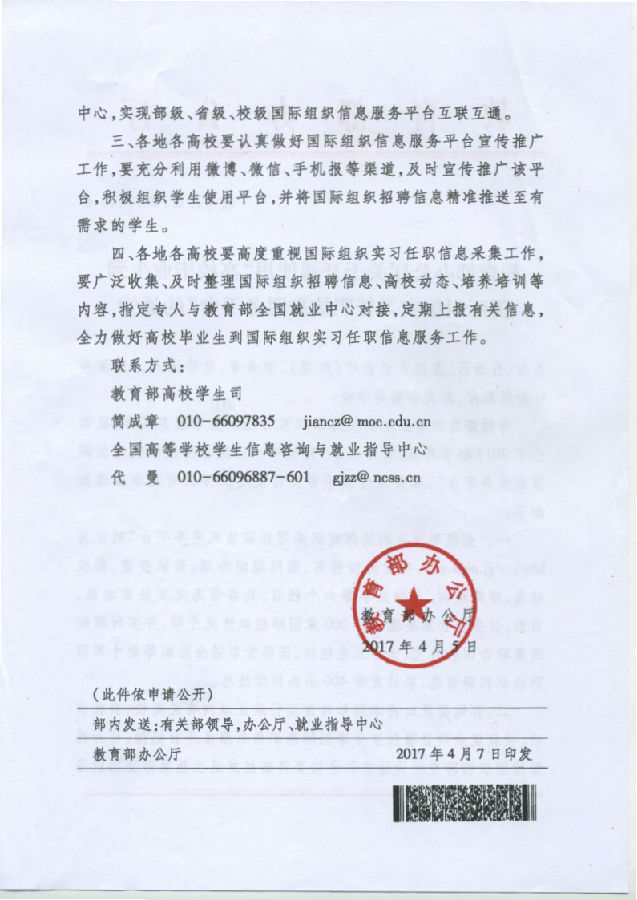 中心,实现部级、省级、校级国际组织信息服务平台互联互通。
三、各地各高校要认真做好国际组织信息服务平台宣传推广
工作,要充分利用微博、微信、手机报等渠道,及时宣传推广该平
台,积极组织学生使用平台,并将国际组织招聘信息精准推送至有
需求的学生。
四、各地各高校要高度重视国际组织实习任职信息采集工作,
要广泛收集、及时整理国际组织招聘信息、高校动态、培养培训等
内容,指定专人与教育部全国就业中心对接,定期上报有关信息,
全力做好高校毕业生到国际组织实习任职信息服务工作。
联系方式:
教育部高校学生司
简成章 010-66097835 jiancz@moe.edu.cn
全国高等学校学生信息咨询与就业指导中心
代 曼 010-66096887-601 gjzz@ncss.cn
教育部办公厅
教育部办公厅
2017年4月5日
(此件依申请公开)
部内发送:有关部领导,办公厅、就业指导中心
教育部办公厅 2017年4月7日印发